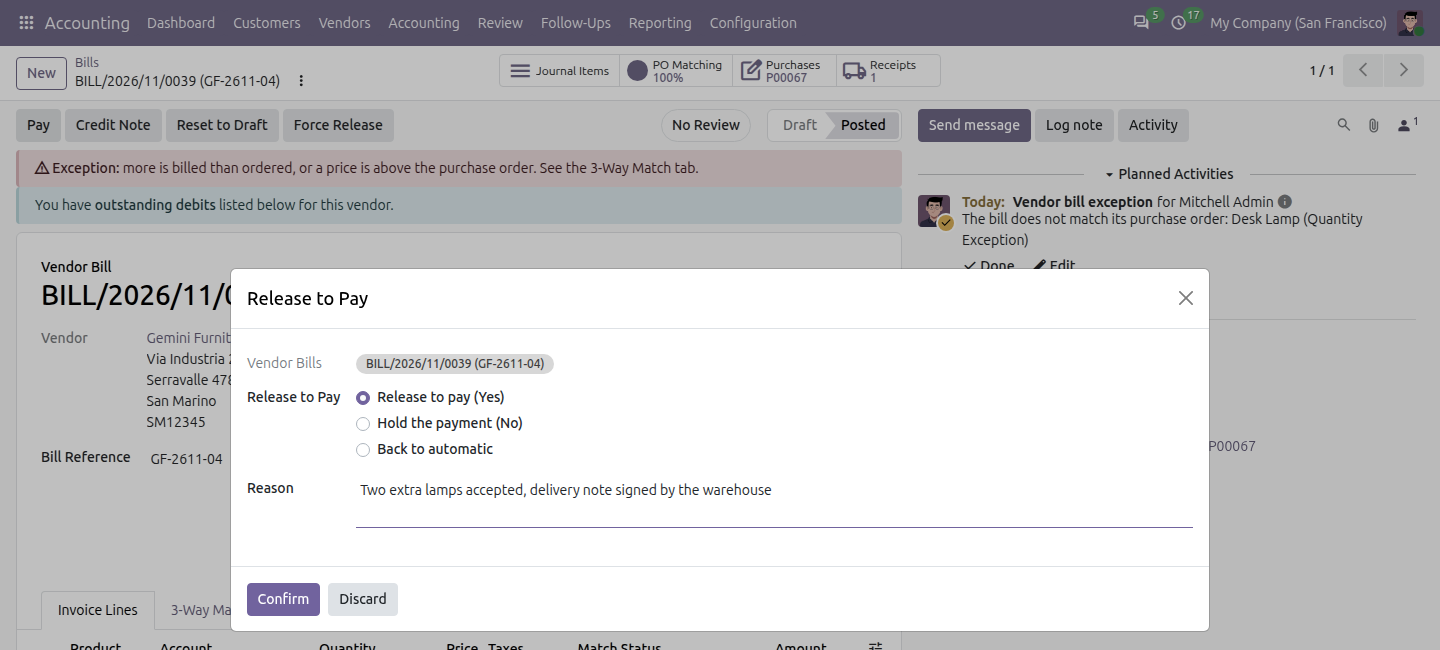 Accounting Dashboard Customers Vendors Accounting Review Follow-Ups Reporting Configuration 5 17 My Company (San Francisco)
New Bills
BILL/2026/11/0039 (GF-2611-04)
Journal Items PO Matching 100% Purchases P00067 Receipts 1
1 / 1
Pay Credit Note Reset to Draft Force Release No Review Draft Posted Send message Log note Activity 1
Exception: more is billed than ordered, or a price is above the purchase order. See the 3-Way Match tab.
You have outstanding debits listed below for this vendor.
Planned Activities
Today: Vendor bill exception for Mitchell Admin
The bill does not match its purchase order: Desk Lamp (Quantity
Exception)
Done Edit
Vendor Bill
BILL/2026/11/0
Vendor Gemini Furnit
Via Industria
Serravalle 478
San Marino
SM12345
Bill Reference GF-2611-04
P00067
Release to Pay
Vendor Bills BILL/2026/11/0039 (GF-2611-04)
Release to Pay Release to pay (Yes)
Hold the payment (No)
Back to automatic
Reason Two extra lamps accepted, delivery note signed by the warehouse
Confirm Discard
Invoice Lines 3-Way Ma
Product Account Quantity Price Taxes Match Status Amount